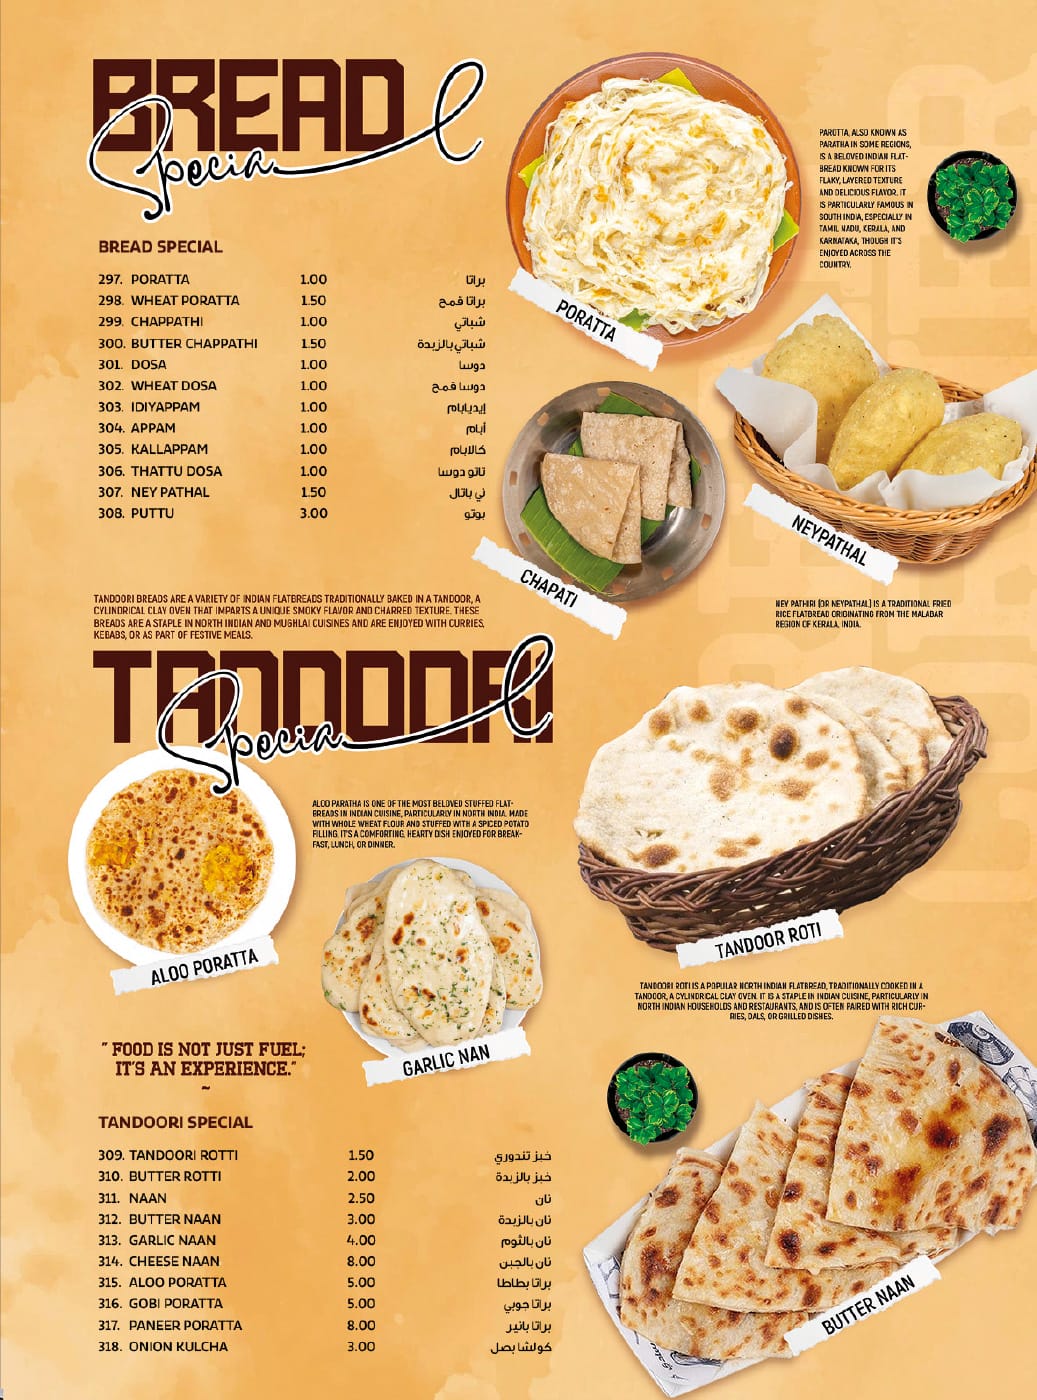 BREAD
Special
BREAD SPECIAL
297. PORATTA 1.00 براتا
298. WHEAT PORATTA 1.50 براتا قمح
299. CHAPPATHI 1.00 شباتي
300. BUTTER CHAPPATHI 1.50 شباتي بالزبدة
301. DOSA 1.00 دوسا
302. WHEAT DOSA 1.00 دوسا قمح
303. IDIYAPPAM 1.00 إيديابام
304. APPAM 1.00 أبام
305. KALLAPPAM 1.00 كالابام
306. THATTU DOSA 1.00 تاتو دوسا
307. NEY PATHAL 1.50 ني باتال
308. PUTTU 3.00 بوتو
PAROTTA, ALSO KNOWN AS
PARATHA IN SOME REGIONS,
IS A BELOVED INDIAN FLAT-
BREAD KNOWN FOR ITS
FLAKY, LAYERED TEXTURE
AND DELICIOUS FLAVOR. IT
IS PARTICULARLY FAMOUS IN
SOUTH INDIA, ESPECIALLY IN
TAMIL NADU, KERALA, AND
KARNATAKA, THOUGH IT'S
ENJOYED ACROSS THE
COUNTRY.
PORATTA
NEYPATHAL
CHAPATI
NEY PATHIRI (OR NEYPATHAL) IS A TRADITIONAL FRIED
RICE FLATBREAD ORIGINATING FROM THE MALABAR
REGION OF KERALA, INDIA.
TANDOORI BREADS ARE A VARIETY OF INDIAN FLATBREADS TRADITIONALLY BAKED IN A TANDOOR, A
CYLINDRICAL CLAY OVEN THAT IMPARTS A UNIQUE SMOKY FLAVOR AND CHARRED TEXTURE. THESE
BREADS ARE A STAPLE IN NORTH INDIAN AND MUGHLAI CUISINES AND ARE ENJOYED WITH CURRIES,
KEBABS, OR AS PART OF FESTIVE MEALS.
TANDOORI
Special
ALOO PARATHA IS ONE OF THE MOST BELOVED STUFFED FLAT-
BREADS IN INDIAN CUISINE, PARTICULARLY IN NORTH INDIA. MADE
WITH WHOLE WHEAT FLOUR AND STUFFED WITH A SPICED POTATO
FILLING, IT'S A COMFORTING, HEARTY DISH ENJOYED FOR BREAK-
FAST, LUNCH, OR DINNER.
ALOO PORATTA
GARLIC NAN
TANDOOR ROTI
TANDOORI ROTI IS A POPULAR NORTH INDIAN FLATBREAD, TRADITIONALLY COOKED IN A
TANDOOR, A CYLINDRICAL CLAY OVEN. IT IS A STAPLE IN INDIAN CUISINE, PARTICULARLY IN
NORTH INDIAN HOUSEHOLDS AND RESTAURANTS, AND IS OFTEN PAIRED WITH RICH CUR-
RIES, DALS, OR GRILLED DISHES.
" FOOD IS NOT JUST FUEL;
IT'S AN EXPERIENCE."
~
TANDOORI SPECIAL
309. TANDOORI ROTTI 1.50 خبز تندوري
310. BUTTER ROTTI 2.00 خبز بالزبدة
311. NAAN 2.50 نان
312. BUTTER NAAN 3.00 نان بالزبدة
313. GARLIC NAAN 4.00 نان بالثوم
314. CHEESE NAAN 8.00 نان بالجبن
315. ALOO PORATTA 5.00 براتا بطاطا
316. GOBI PORATTA 5.00 براتا جوبي
317. PANEER PORATTA 8.00 براتا بانير
318. ONION KULCHA 3.00 كولشا بصل
BUTTER NAAN